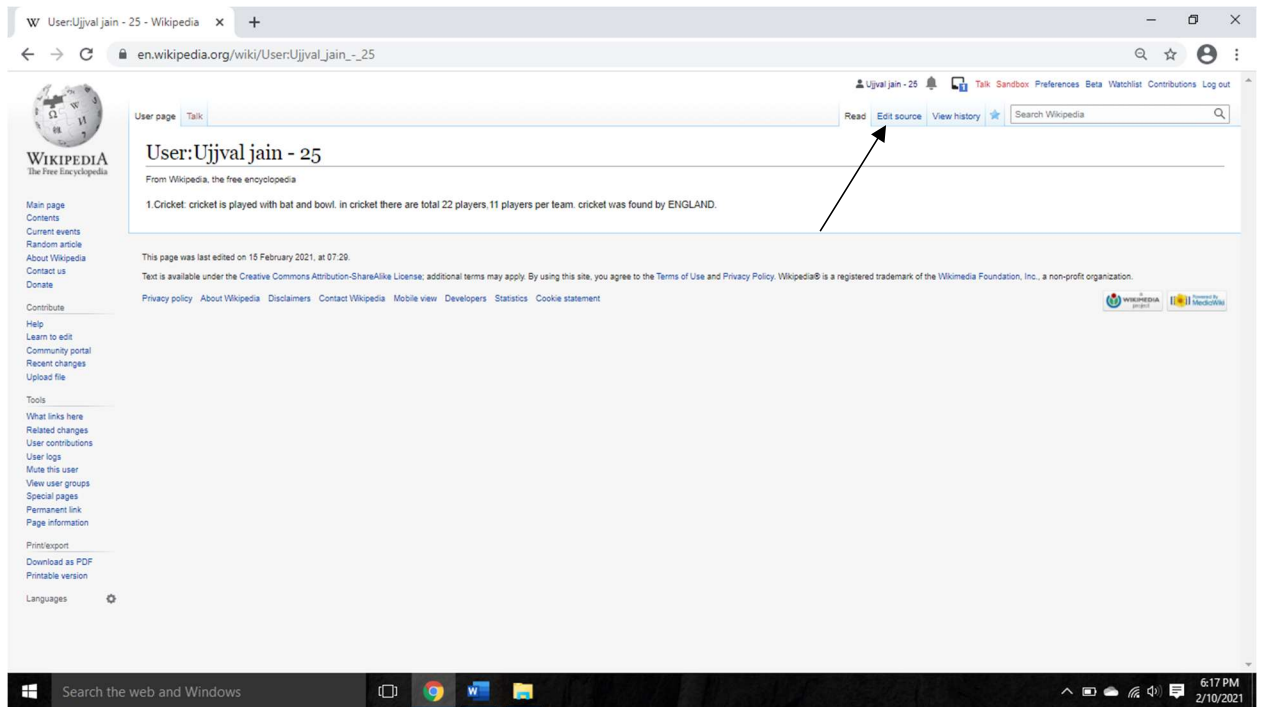 User:Ujjval jain - 25 - Wikipedia
en.wikipedia.org/wiki/User:Ujjval_jain_-_25
Ujjval jain - 25 1 Talk Sandbox Preferences Beta Watchlist Contributions Log out
User page Talk Read Edit source View history Search Wikipedia
WIKIPEDIA
The Free Encyclopedia
User:Ujjval jain - 25
From Wikipedia, the free encyclopedia
1.Cricket: cricket is played with bat and bowl. in cricket there are total 22 players,11 players per team. cricket was found by ENGLAND.
This page was last edited on 15 February 2021, at 07:29.
Text is available under the Creative Commons Attribution-ShareAlike License; additional terms may apply. By using this site, you agree to the Terms of Use and Privacy Policy. Wikipedia® is a registered trademark of the Wikimedia Foundation, Inc., a non-profit organization.
Privacy policy About Wikipedia Disclaimers Contact Wikipedia Mobile view Developers Statistics Cookie statement
a WIKIMEDIA project
Powered By MediaWiki
Main page
Contents
Current events
Random article
About Wikipedia
Contact us
Donate
Contribute
Help
Learn to edit
Community portal
Recent changes
Upload file
Tools
What links here
Related changes
User contributions
User logs
Mute this user
View user groups
Special pages
Permanent link
Page information
Print/export
Download as PDF
Printable version
Languages
Search the web and Windows
6:17 PM
2/10/2021